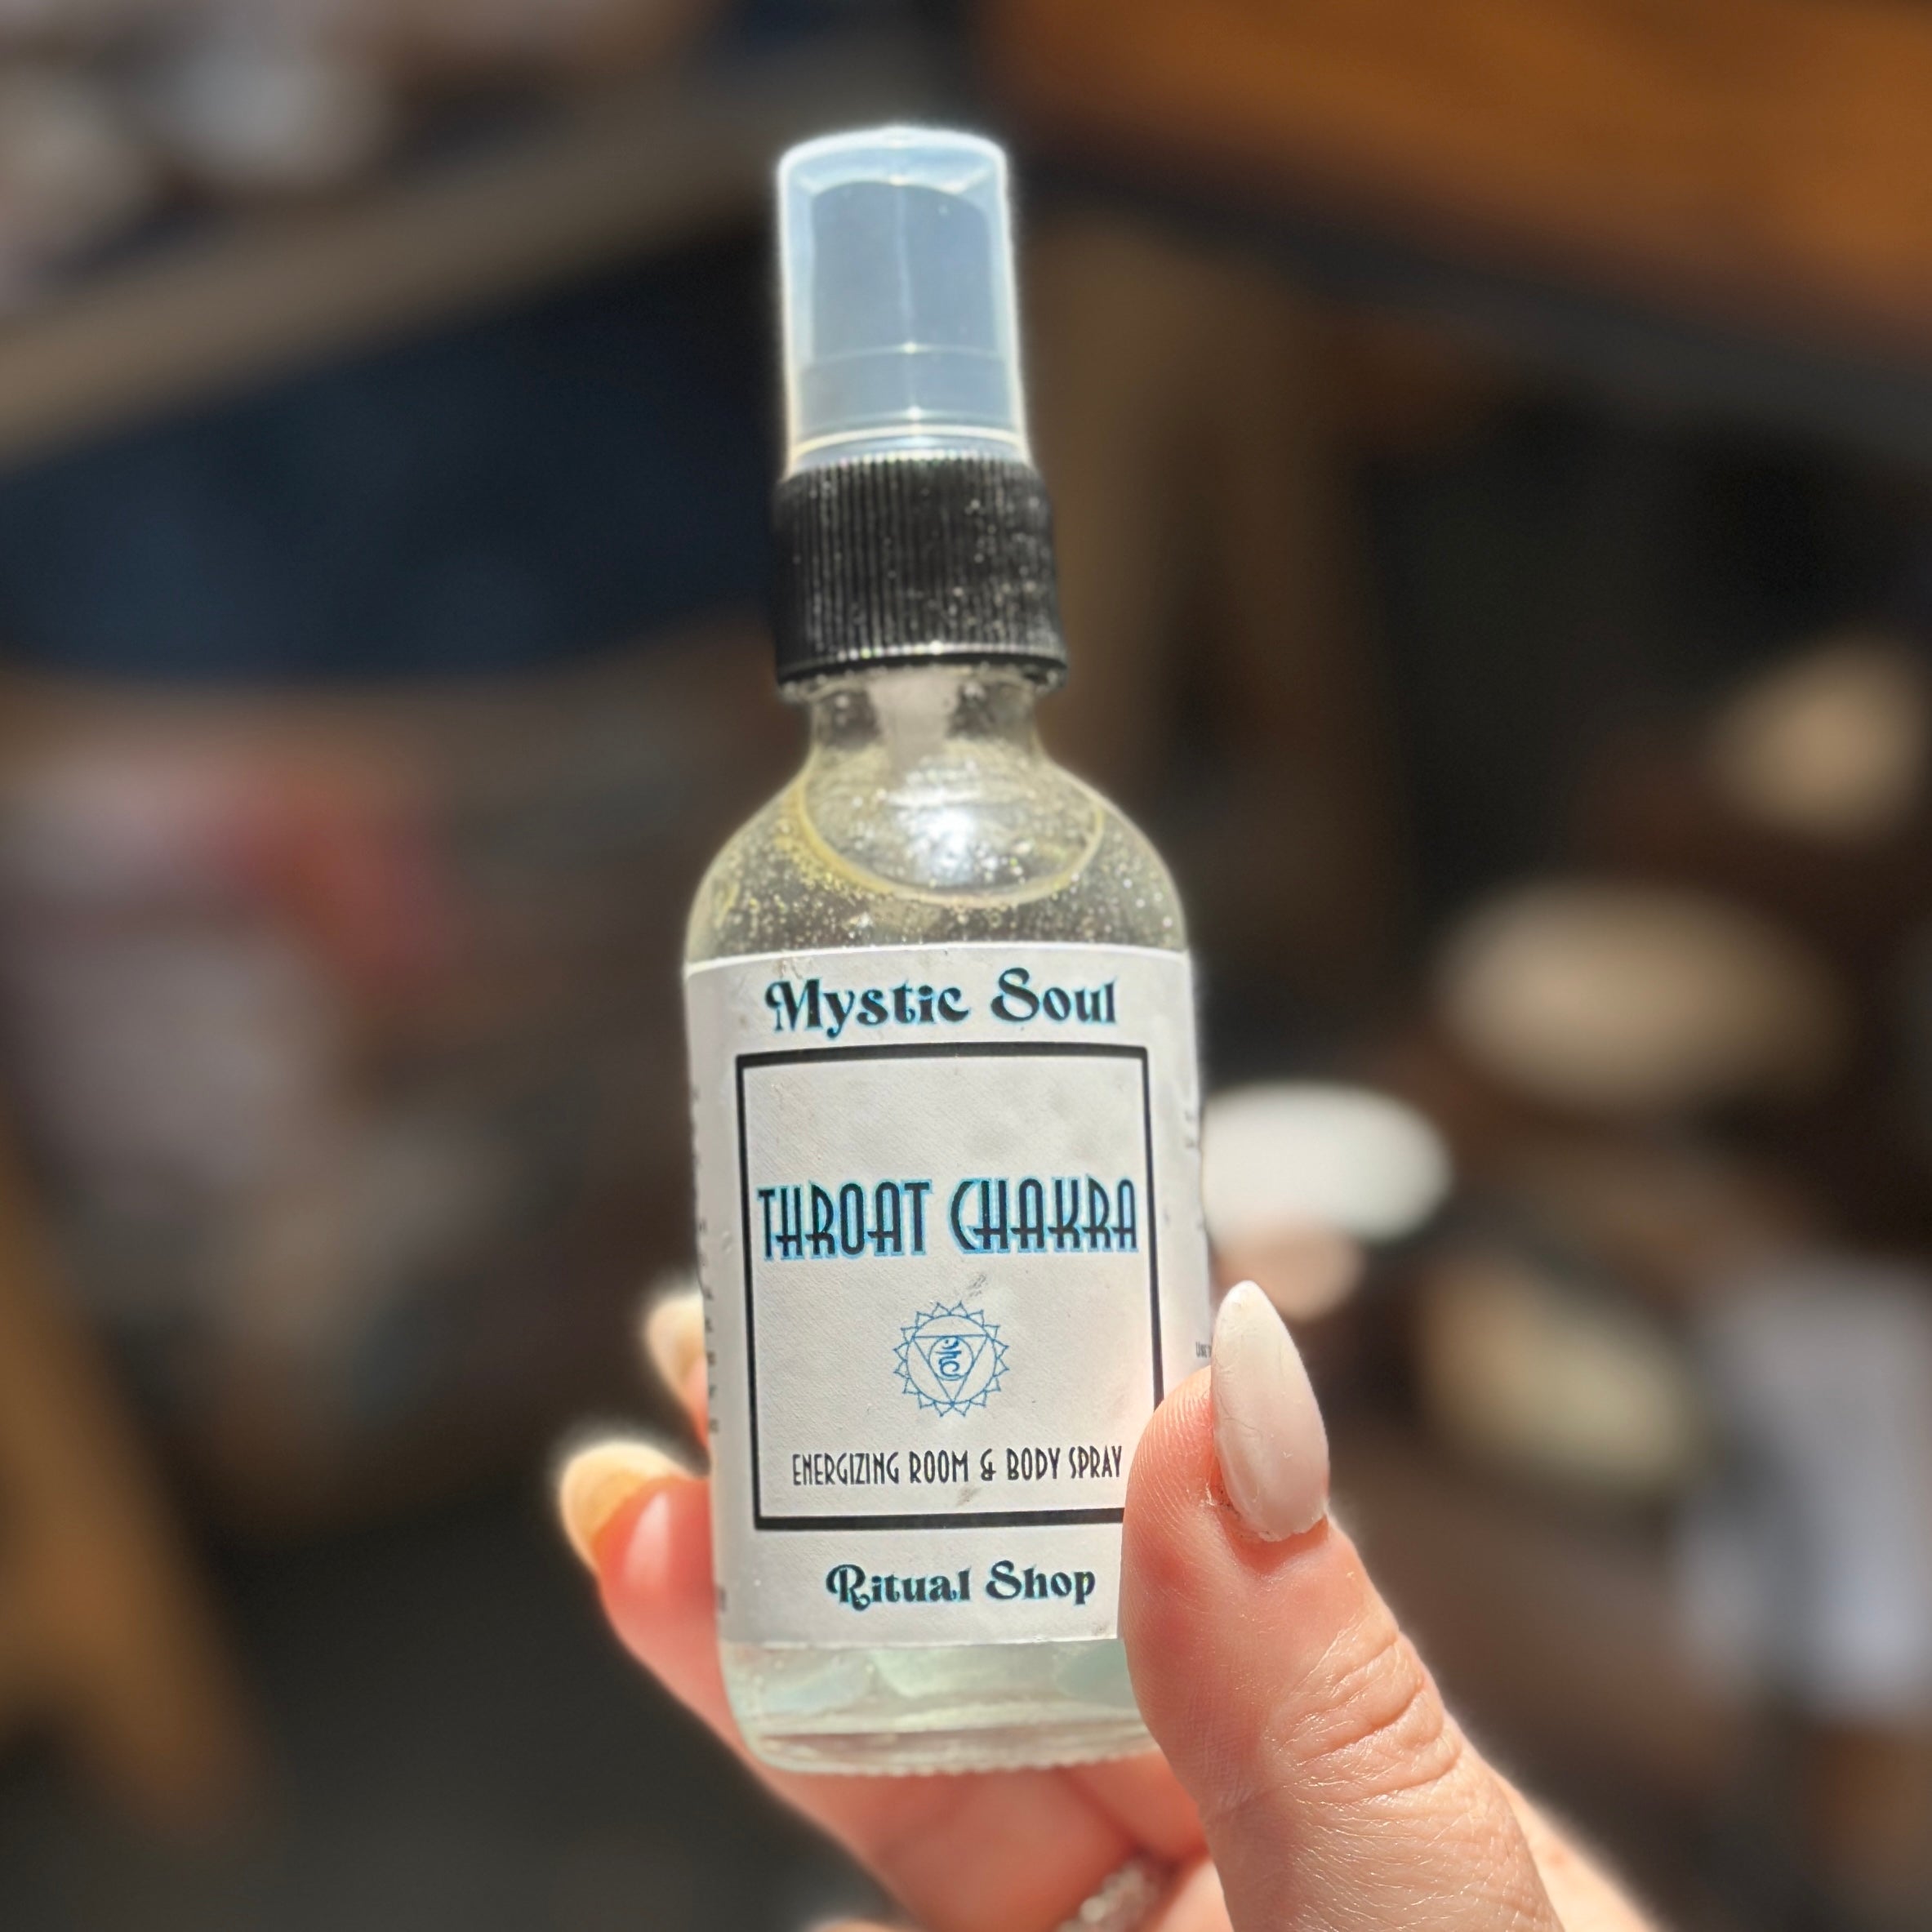 Mystic Soul
THROAT CHAKRA
ENERGIZING ROOM & BODY SPRAY
Ritual Shop